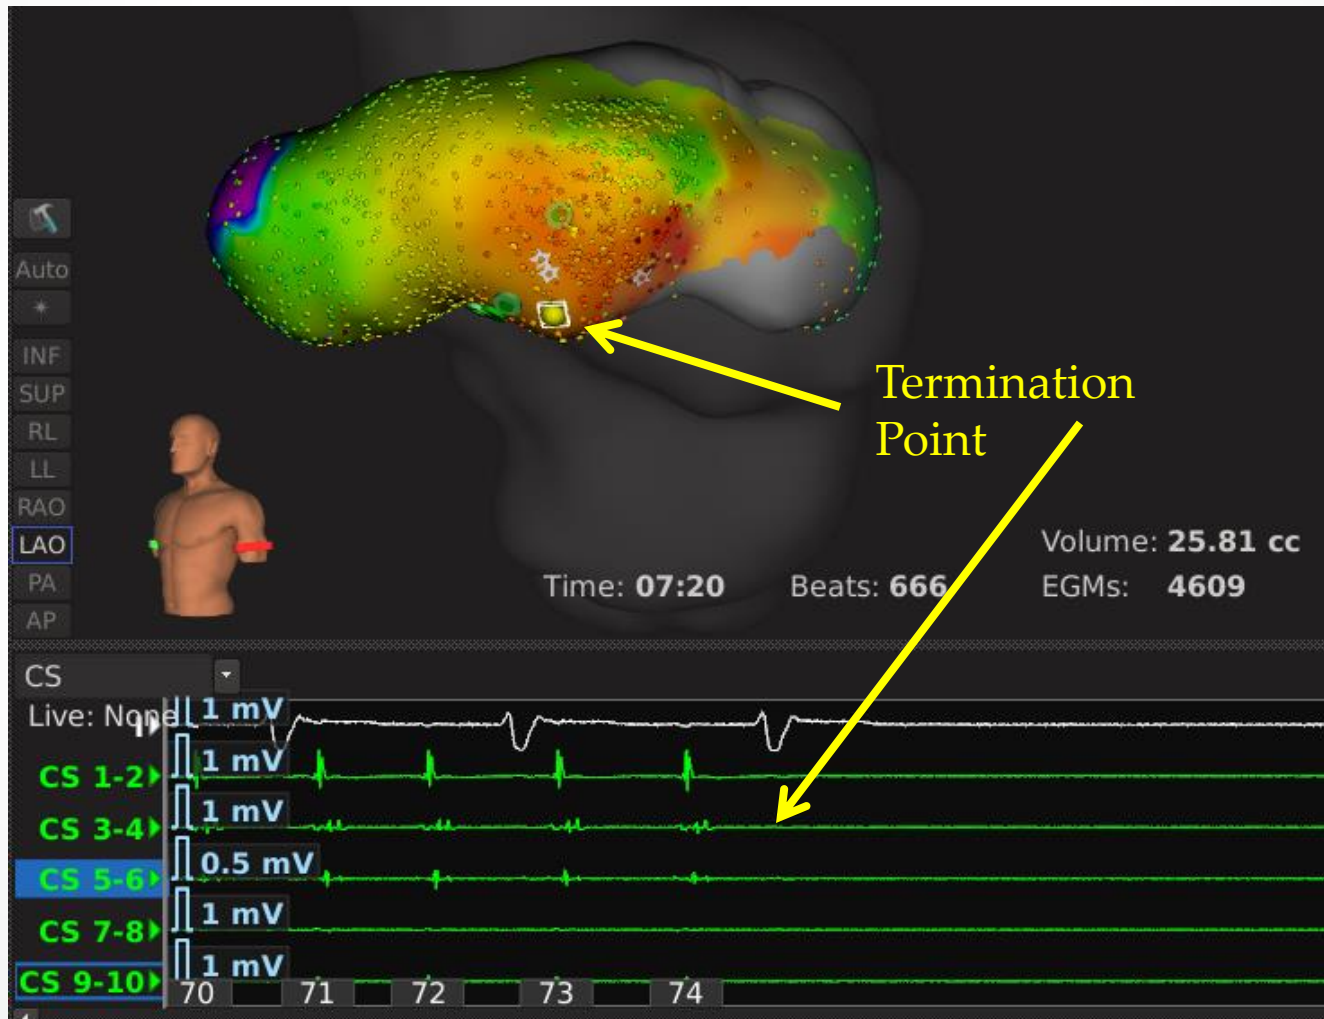 Auto
INF
SUP
RL
LL
RAO
LAO
PA
AP
Termination
Point
Volume: 25.81 cc
Time: 07:20 Beats: 666 EGMs: 4609
CS
Live: None
1 mV
CS 1-2 1 mV
CS 3-4 1 mV
CS 5-6 0.5 mV
CS 7-8 1 mV
CS 9-10 1 mV
70 71 72 73 74